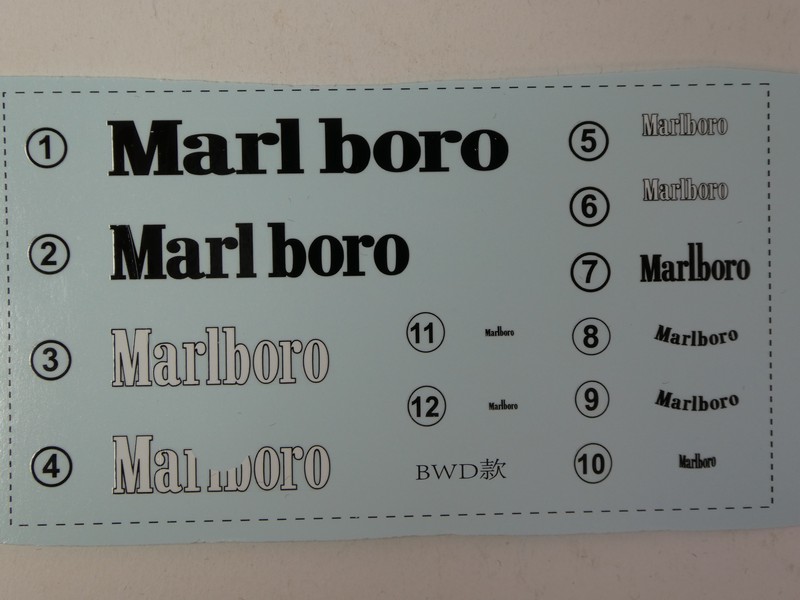 1 Marl boro
2 Marl boro
3 Marlboro
4 Marlboro
5 Marlboro
6 Marlboro
7 Marlboro
8 Marlboro
9 Marlboro
10 Marlboro
11 Marlboro
12 Marlboro
BWD款